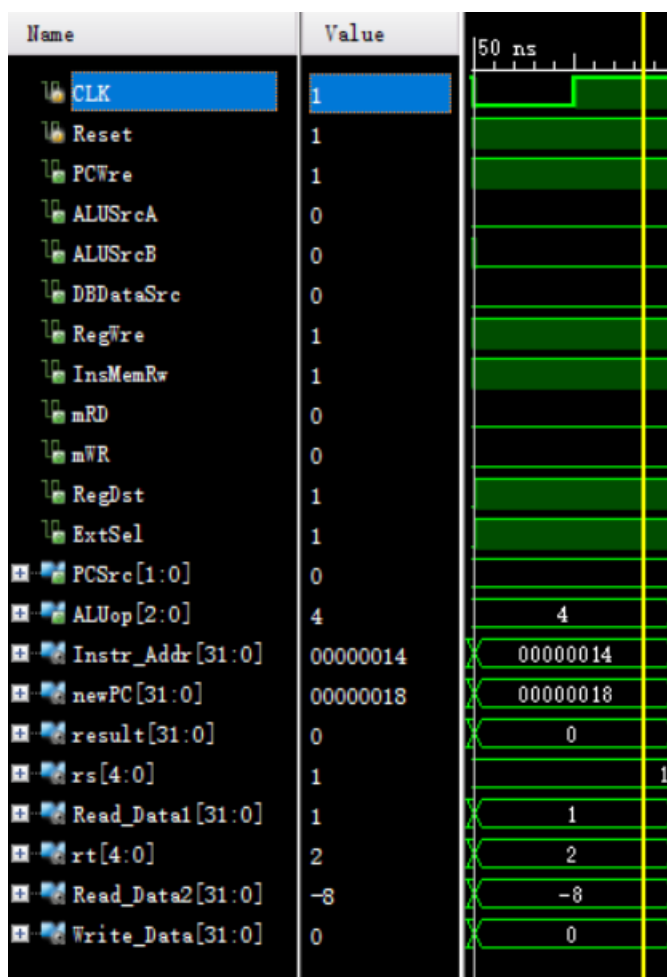 Name Value 50 ns
CLK 1
Reset 1
PCWre 1
ALUSrcA 0
ALUSrcB 0
DBDataSrc 0
RegWre 1
InsMemRw 1
mRD 0
mWR 0
RegDst 1
ExtSel 1
PCSrc[1:0] 0
ALUop[2:0] 4 4
Instr_Addr[31:0] 00000014 00000014
newPC[31:0] 00000018 00000018
result[31:0] 0 0
rs[4:0] 1 1
Read_Data1[31:0] 1 1
rt[4:0] 2 2
Read_Data2[31:0] -8 -8
Write_Data[31:0] 0 0